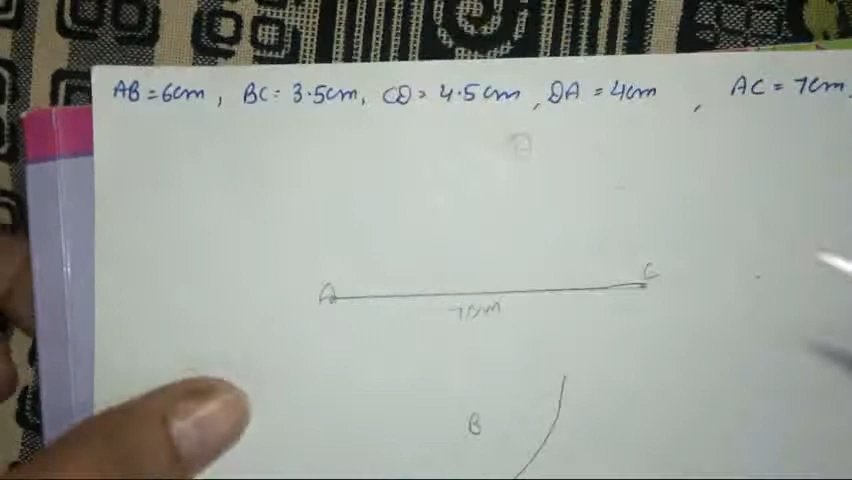 AB = 6cm, BC = 3.5cm, CD = 4.5cm, DA = 4cm, AC = 7cm.
D
A C
7cm
B